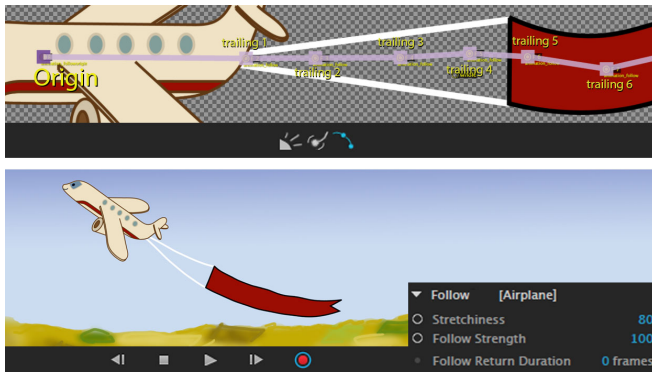 trailing 1
trailing 3
trailing 5
Origin
trailing 2
trailing 4
trailing 6
Follow [Airplane]
Stretchiness 80
Follow Strength 100
Follow Return Duration 0 frames